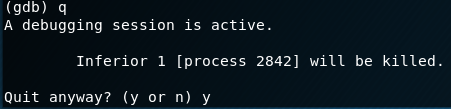 (gdb) q
A debugging session is active.
Inferior 1 [process 2842] will be killed.
Quit anyway? (y or n) y